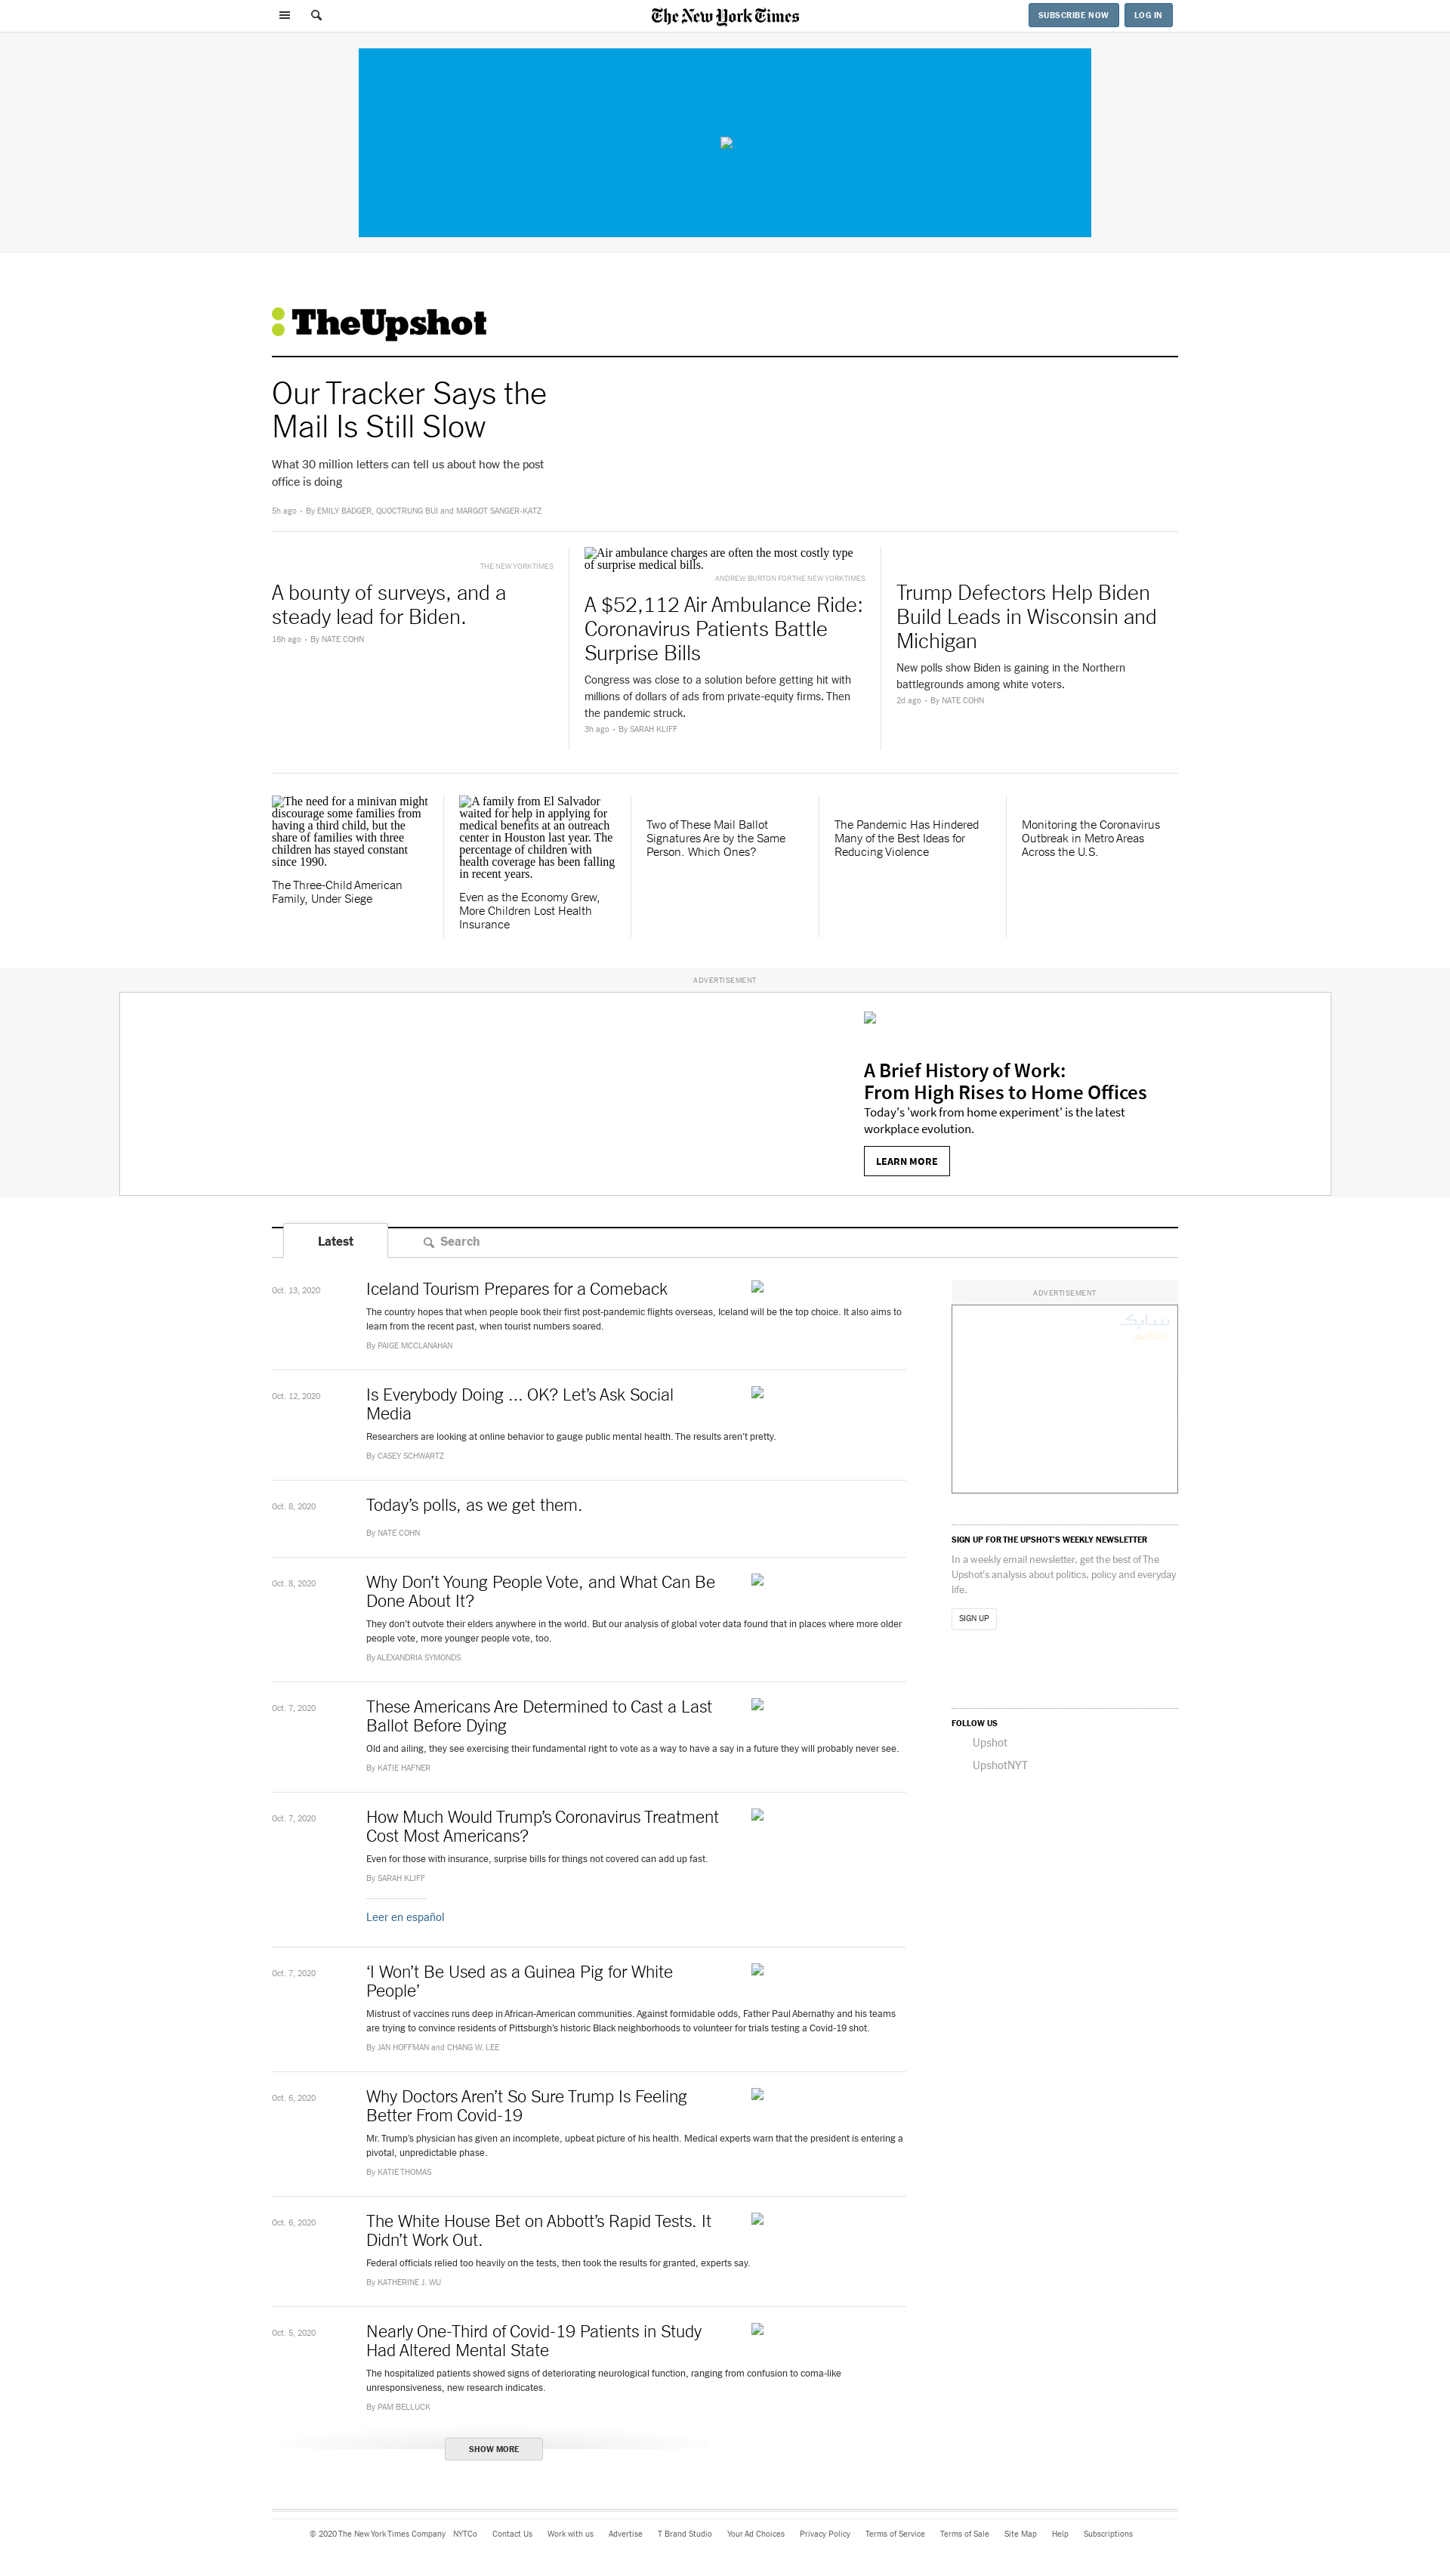 The New York Times
SUBSCRIBE NOW
LOG IN
TheUpshot
Our Tracker Says the
Mail Is Still Slow
What 30 million letters can tell us about how the post
office is doing
5h ago • By EMILY BADGER, QUOCTRUNG BUI and MARGOT SANGER-KATZ
THE NEW YORK TIMES
A bounty of surveys, and a
steady lead for Biden.
16h ago • By NATE COHN
Air ambulance charges are often the most costly type
of surprise medical bills.
ANDREW BURTON FOR THE NEW YORK TIMES
A $52,112 Air Ambulance Ride:
Coronavirus Patients Battle
Surprise Bills
Congress was close to a solution before getting hit with
millions of dollars of ads from private-equity firms. Then
the pandemic struck.
3h ago • By SARAH KLIFF
Trump Defectors Help Biden
Build Leads in Wisconsin and
Michigan
New polls show Biden is gaining in the Northern
battlegrounds among white voters.
2d ago • By NATE COHN
The need for a minivan might
discourage some families from
having a third child, but the
share of families with three
children has stayed constant
since 1990.
The Three-Child American
Family, Under Siege
A family from El Salvador
waited for help in applying for
medical benefits at an outreach
center in Houston last year. The
percentage of children with
health coverage has been falling
in recent years.
Even as the Economy Grew,
More Children Lost Health
Insurance
Two of These Mail Ballot
Signatures Are by the Same
Person. Which Ones?
The Pandemic Has Hindered
Many of the Best Ideas for
Reducing Violence
Monitoring the Coronavirus
Outbreak in Metro Areas
Across the U.S.
ADVERTISEMENT
A Brief History of Work:
From High Rises to Home Offices
Today's 'work from home experiment' is the latest
workplace evolution.
LEARN MORE
Latest
Search
Oct. 13, 2020
Iceland Tourism Prepares for a Comeback
The country hopes that when people book their first post-pandemic flights overseas, Iceland will be the top choice. It also aims to
learn from the recent past, when tourist numbers soared.
By PAIGE MCCLANAHAN
Oct. 12, 2020
Is Everybody Doing ... OK? Let’s Ask Social
Media
Researchers are looking at online behavior to gauge public mental health. The results aren’t pretty.
By CASEY SCHWARTZ
Oct. 8, 2020
Today’s polls, as we get them.
By NATE COHN
Oct. 8, 2020
Why Don’t Young People Vote, and What Can Be
Done About It?
They don’t outvote their elders anywhere in the world. But our analysis of global voter data found that in places where more older
people vote, more younger people vote, too.
By ALEXANDRIA SYMONDS
Oct. 7, 2020
These Americans Are Determined to Cast a Last
Ballot Before Dying
Old and ailing, they see exercising their fundamental right to vote as a way to have a say in a future they will probably never see.
By KATIE HAFNER
Oct. 7, 2020
How Much Would Trump’s Coronavirus Treatment
Cost Most Americans?
Even for those with insurance, surprise bills for things not covered can add up fast.
By SARAH KLIFF
Leer en español
Oct. 7, 2020
‘I Won’t Be Used as a Guinea Pig for White
People’
Mistrust of vaccines runs deep in African-American communities. Against formidable odds, Father Paul Abernathy and his teams
are trying to convince residents of Pittsburgh’s historic Black neighborhoods to volunteer for trials testing a Covid-19 shot.
By JAN HOFFMAN and CHANG W. LEE
Oct. 6, 2020
Why Doctors Aren’t So Sure Trump Is Feeling
Better From Covid-19
Mr. Trump’s physician has given an incomplete, upbeat picture of his health. Medical experts warn that the president is entering a
pivotal, unpredictable phase.
By KATIE THOMAS
Oct. 6, 2020
The White House Bet on Abbott’s Rapid Tests. It
Didn’t Work Out.
Federal officials relied too heavily on the tests, then took the results for granted, experts say.
By KATHERINE J. WU
Oct. 5, 2020
Nearly One-Third of Covid-19 Patients in Study
Had Altered Mental State
The hospitalized patients showed signs of deteriorating neurological function, ranging from confusion to coma-like
unresponsiveness, new research indicates.
By PAM BELLUCK
SHOW MORE
ADVERTISEMENT
سابك
SIGN UP FOR THE UPSHOT’S WEEKLY NEWSLETTER
In a weekly email newsletter, get the best of The
Upshot’s analysis about politics, policy and everyday
life.
SIGN UP
FOLLOW US
Upshot
UpshotNYT
© 2020 The New York Times Company NYTCo Contact Us Work with us Advertise T Brand Studio Your Ad Choices Privacy Policy Terms of Service Terms of Sale Site Map Help Subscriptions